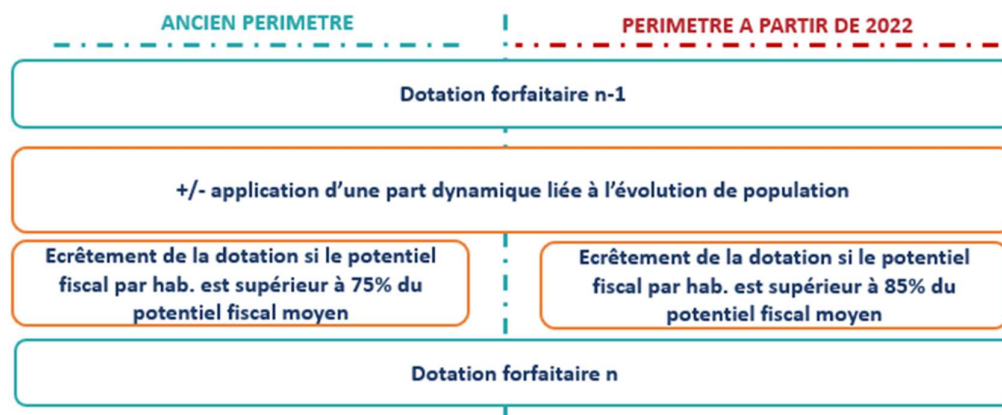 ANCIEN PERIMETRE
PERIMETRE A PARTIR DE 2022
Dotation forfaitaire n-1
+/- application d'une part dynamique liée à l'évolution de population
Ecrêtement de la dotation si le potentiel
fiscal par hab. est supérieur à 75% du
potentiel fiscal moyen
Ecrêtement de la dotation si le potentiel
fiscal par hab. est supérieur à 85% du
potentiel fiscal moyen
Dotation forfaitaire n